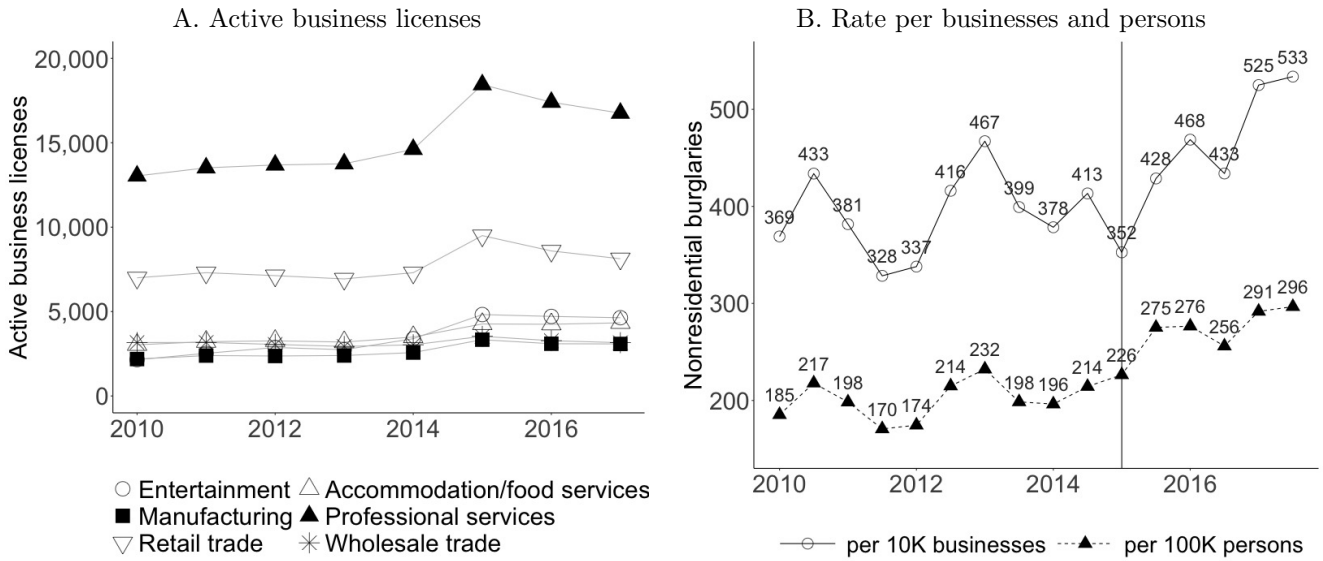 A. Active business licenses
Active business licenses
20,000
15,000
10,000
5,000
0
2010 2012 2014 2016
Entertainment Accommodation/food services
Manufacturing Professional services
Retail trade Wholesale trade
B. Rate per businesses and persons
Nonresidential burglaries
500
400
300
200
369 433 381 328 337 416 467 399 378 413 352 428 468 433 525 533
185 217 198 170 174 214 232 198 196 214 226 275 276 256 291 296
2010 2012 2014 2016
per 10K businesses per 100K persons